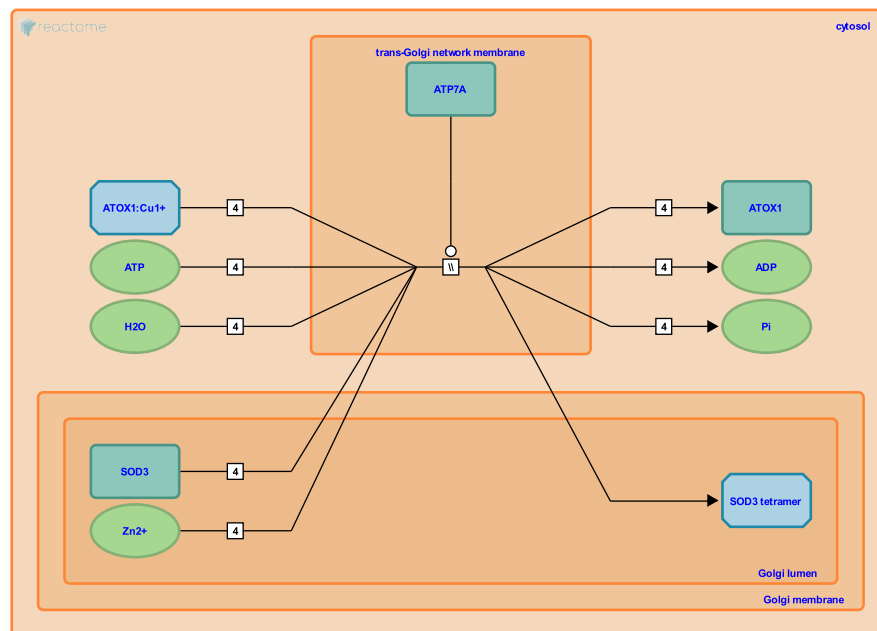 reactome
cytosol
trans-Golgi network membrane
ATP7A
ATOX1:Cu1+
4
4
ATOX1
ATP
4
\\
4
ADP
H2O
4
4
Pi
SOD3
4
SOD3 tetramer
Zn2+
4
Golgi lumen
Golgi membrane